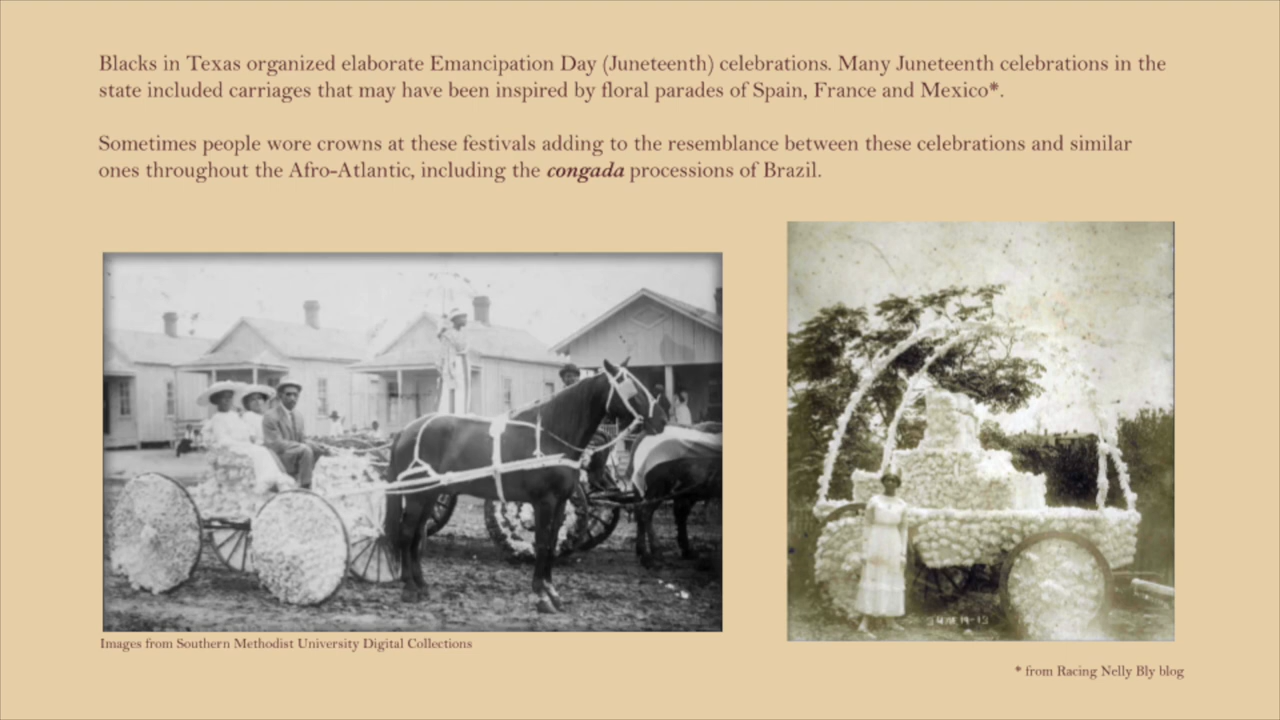 Blacks in Texas organized elaborate Emancipation Day (Juneteenth) celebrations. Many Juneteenth celebrations in the
state included carriages that may have been inspired by floral parades of Spain, France and Mexico*.
Sometimes people wore crowns at these festivals adding to the resemblance between these celebrations and similar
ones throughout the Afro-Atlantic, including the congada processions of Brazil.
Images from Southern Methodist University Digital Collections
* from Racing Nelly Bly blog